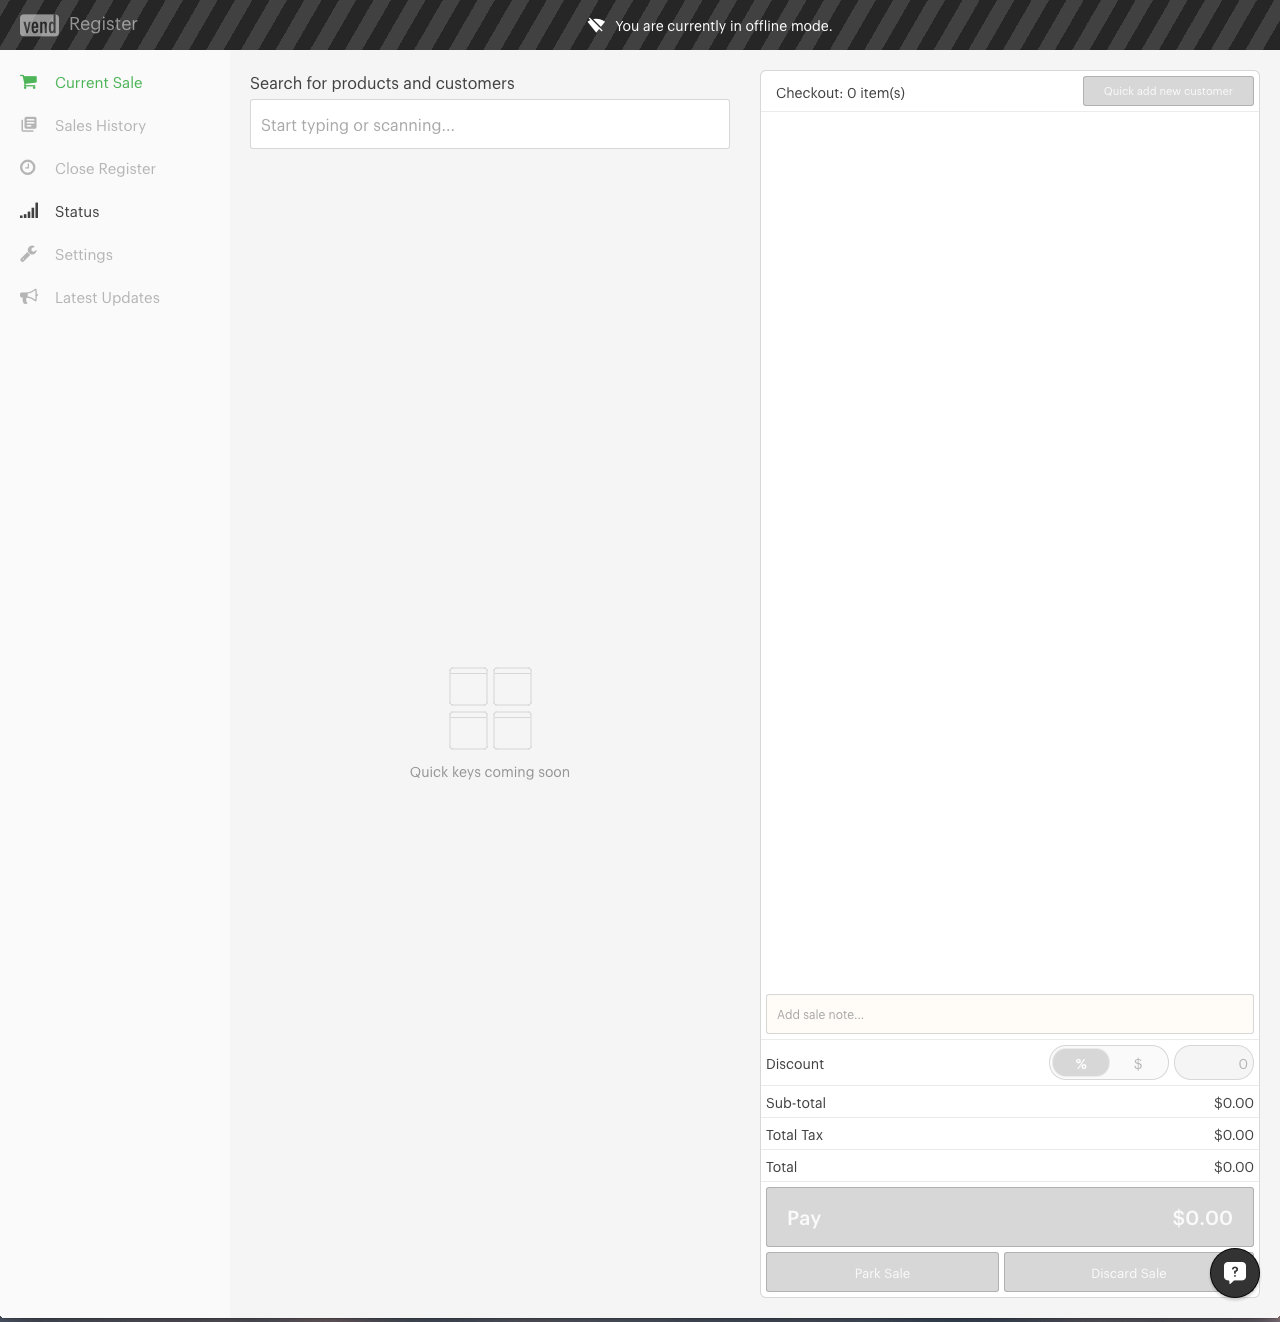 vend Register
You are currently in offline mode.
Current Sale
Sales History
Close Register
Status
Settings
Latest Updates
Search for products and customers
Start typing or scanning...
Quick keys coming soon
Checkout: 0 item(s)
Quick add new customer
Add sale note...
Discount
% $ 0
Sub-total $0.00
Total Tax $0.00
Total $0.00
Pay $0.00
Park Sale
Discard Sale
?